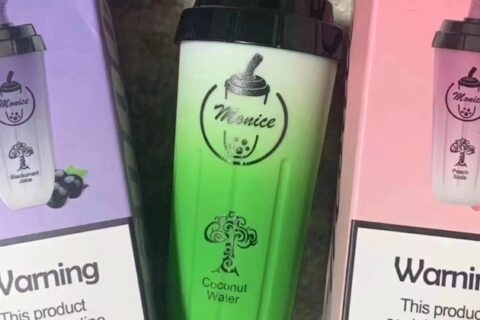 Monice
Blackcurrant
Juice
Warning
This product
Monice
Coconut
Water
Monice
Peach
Soda
Warning
This product